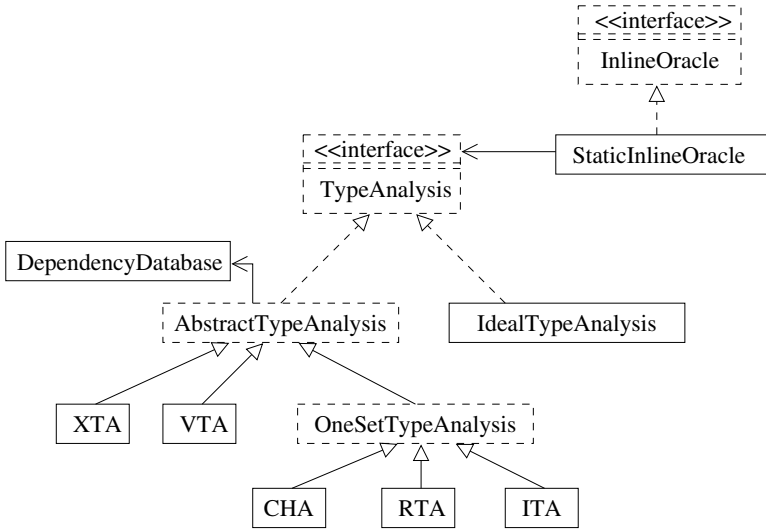 <<interface>>
InlineOracle
<<interface>>
StaticInlineOracle
TypeAnalysis
DependencyDatabase
AbstractTypeAnalysis
IdealTypeAnalysis
XTA
VTA
OneSetTypeAnalysis
CHA
RTA
ITA